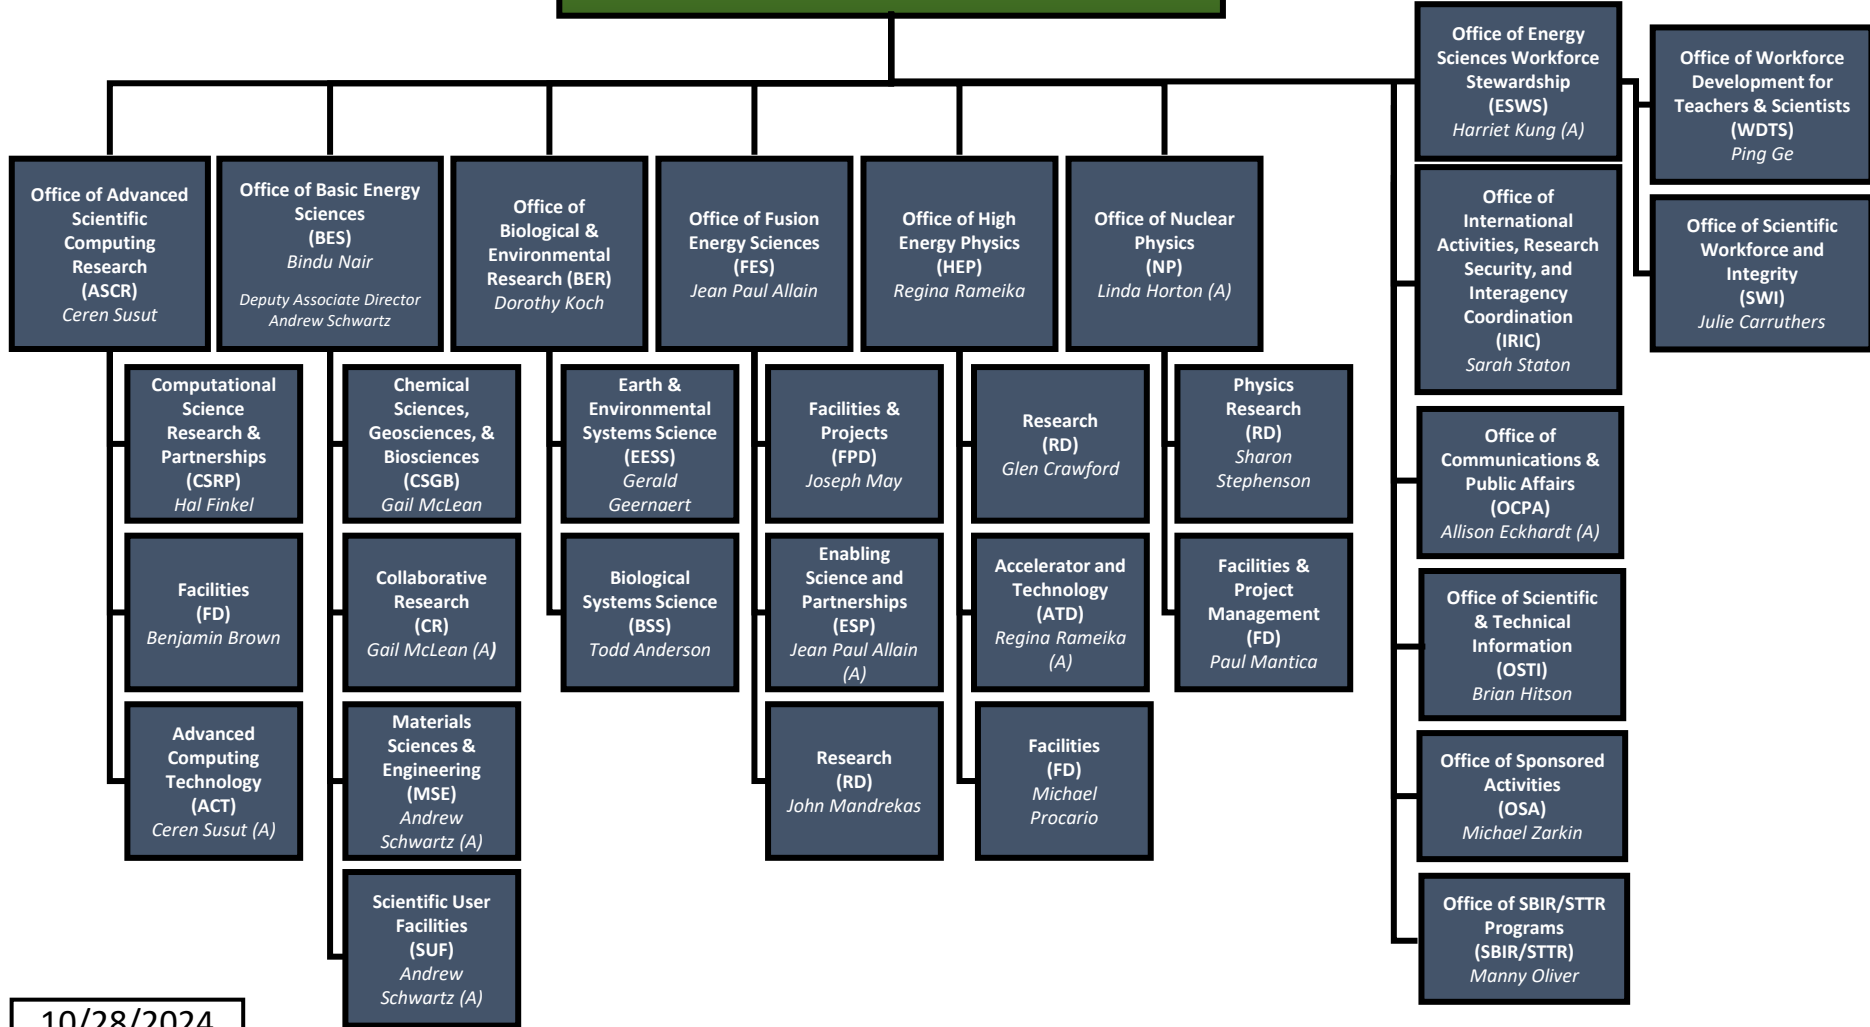 Office of Energy
Sciences Workforce
Stewardship
(ESWS)
Harriet Kung (A)
Office of Workforce
Development for
Teachers & Scientists
(WDTS)
Ping Ge
Office of Advanced
Scientific
Computing
Research
(ASCR)
Ceren Susut
Office of Basic Energy
Sciences
(BES)
Bindu Nair
Deputy Associate Director
Andrew Schwartz
Office of
Biological &
Environmental
Research (BER)
Dorothy Koch
Office of Fusion
Energy Sciences
(FES)
Jean Paul Allain
Office of High
Energy Physics
(HEP)
Regina Rameika
Office of Nuclear
Physics
(NP)
Linda Horton (A)
Office of
International
Activities, Research
Security, and
Interagency
Coordination
(IRIC)
Sarah Staton
Office of Scientific
Workforce and
Integrity
(SWI)
Julie Carruthers
Computational
Science
Research &
Partnerships
(CSRP)
Hal Finkel
Chemical
Sciences,
Geosciences, &
Biosciences
(CSGB)
Gail McLean
Earth &
Environmental
Systems Science
(EESS)
Gerald
Geernaert
Facilities &
Projects
(FPD)
Joseph May
Research
(RD)
Glen Crawford
Physics
Research
(RD)
Sharon
Stephenson
Office of
Communications &
Public Affairs
(OCPA)
Allison Eckhardt (A)
Facilities
(FD)
Benjamin Brown
Collaborative
Research
(CR)
Gail McLean (A)
Biological
Systems Science
(BSS)
Todd Anderson
Enabling
Science and
Partnerships
(ESP)
Jean Paul Allain
(A)
Accelerator and
Technology
(ATD)
Regina Rameika
(A)
Facilities &
Project
Management
(FD)
Paul Mantica
Office of Scientific
& Technical
Information
(OSTI)
Brian Hitson
Advanced
Computing
Technology
(ACT)
Ceren Susut (A)
Materials
Sciences &
Engineering
(MSE)
Andrew
Schwartz (A)
Research
(RD)
John Mandrekas
Facilities
(FD)
Michael
Procario
Office of Sponsored
Activities
(OSA)
Michael Zarkin
Scientific User
Facilities
(SUF)
Andrew
Schwartz (A)
Office of SBIR/STTR
Programs
(SBIR/STTR)
Manny Oliver
10/28/2024